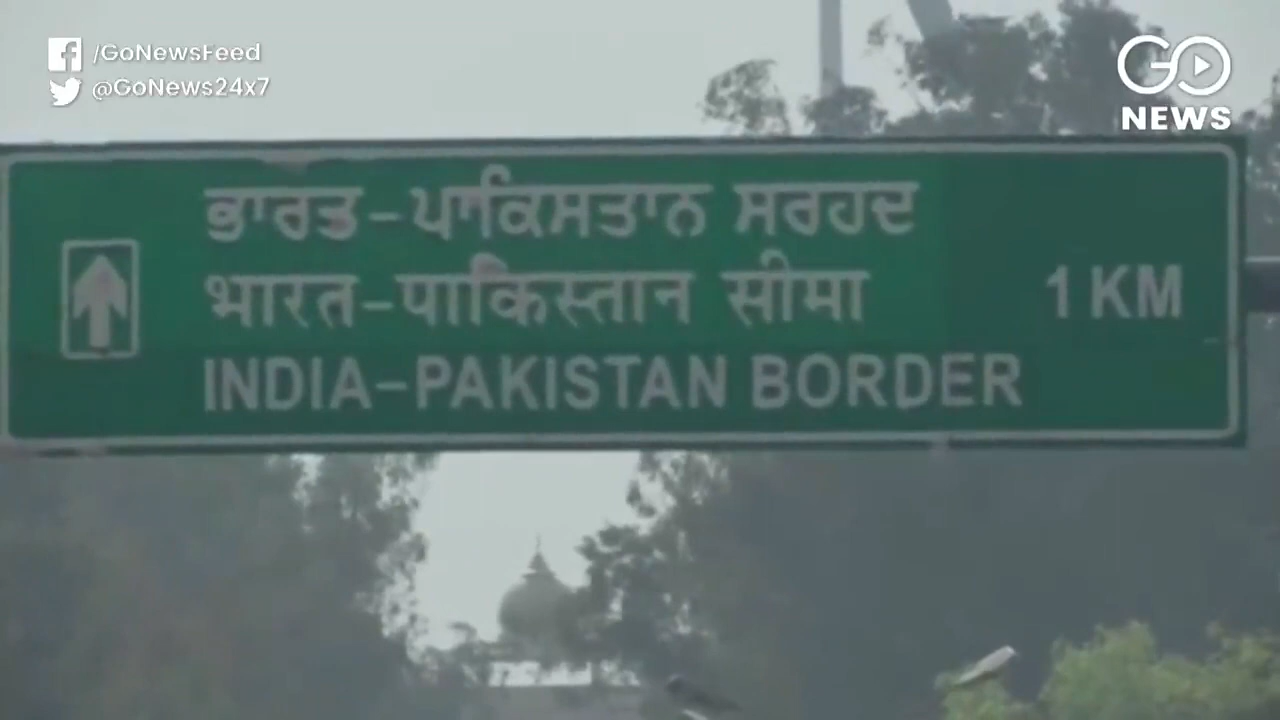 /GoNewsFeed
@GoNews24x7
GO
NEWS
ਭਾਰਤ-ਪਾਕਿਸਤਾਨ ਸਰਹਦ
भारत-पाकिस्तान सीमा
1 KM
INDIA-PAKISTAN BORDER